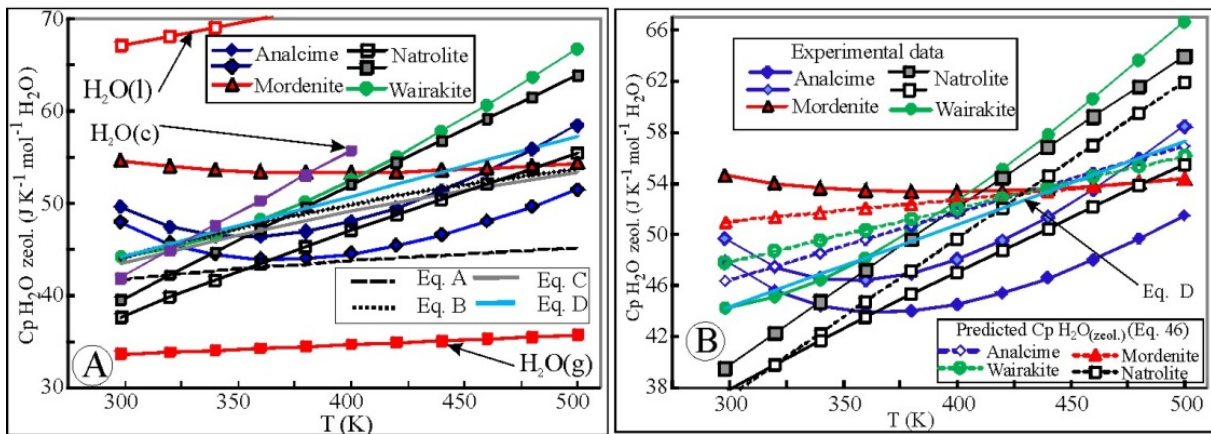 70
60
50
40
30
Cp H₂O zeol. (J K⁻¹ mol⁻¹ H₂O)
Analcime
Natrolite
Mordenite
Wairakite
H₂O(l)
H₂O(c)
Eq. A
Eq. C
Eq. B
Eq. D
H₂O(g)
A
300 350 400 450 500
T (K)
66
62
58
54
50
46
42
38
Cp H₂O zeol. (J K⁻¹ mol⁻¹ H₂O)
Experimental data
Analcime
Natrolite
Mordenite
Wairakite
Eq. D
Predicted Cp H₂O(zeol.) (Eq. 46)
Analcime
Mordenite
Wairakite
Natrolite
B
300 350 400 450 500
T (K)